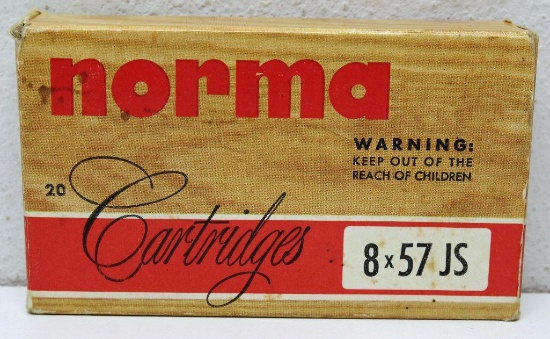 norma
WARNING:
KEEP OUT OF THE
REACH OF CHILDREN
20
Cartridges
8x57 JS